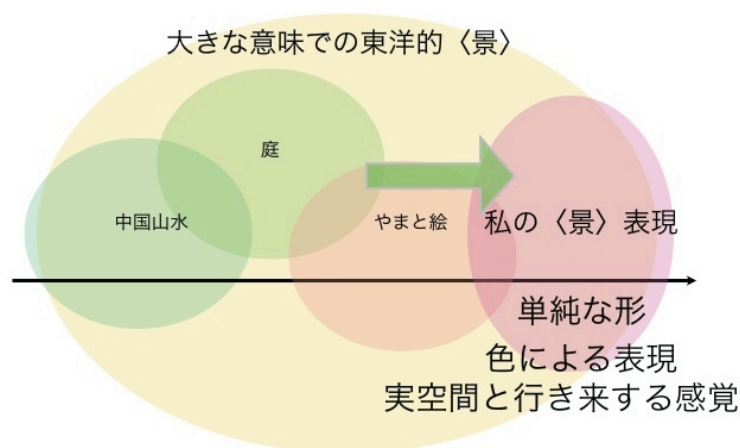 大きな意味での東洋的〈景〉
庭
中国山水
やまと絵
私の〈景〉表現
単純な形
色による表現
実空間と行き来する感覚